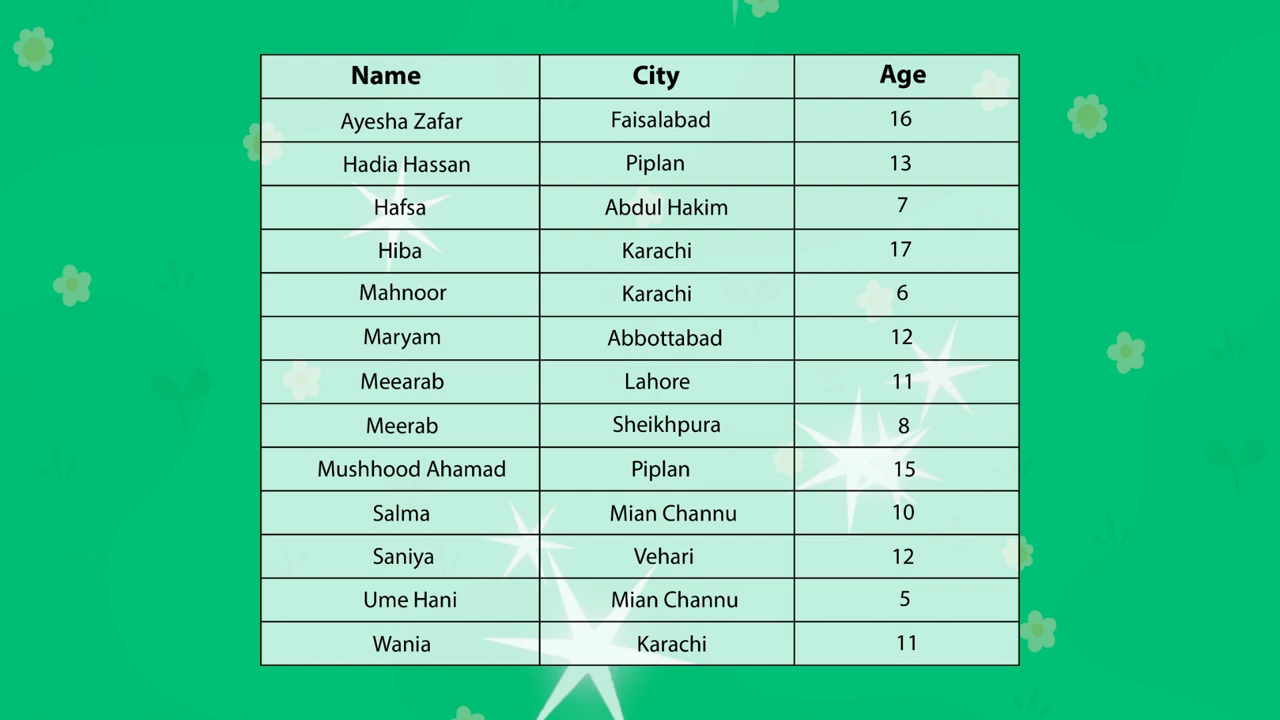 Name City Age
Ayesha Zafar Faisalabad 16
Hadia Hassan Piplan 13
Hafsa Abdul Hakim 7
Hiba Karachi 17
Mahnoor Karachi 6
Maryam Abbottabad 12
Meearab Lahore 11
Meerab Sheikhpura 8
Mushhood Ahamad Piplan 15
Salma Mian Channu 10
Saniya Vehari 12
Ume Hani Mian Channu 5
Wania Karachi 11